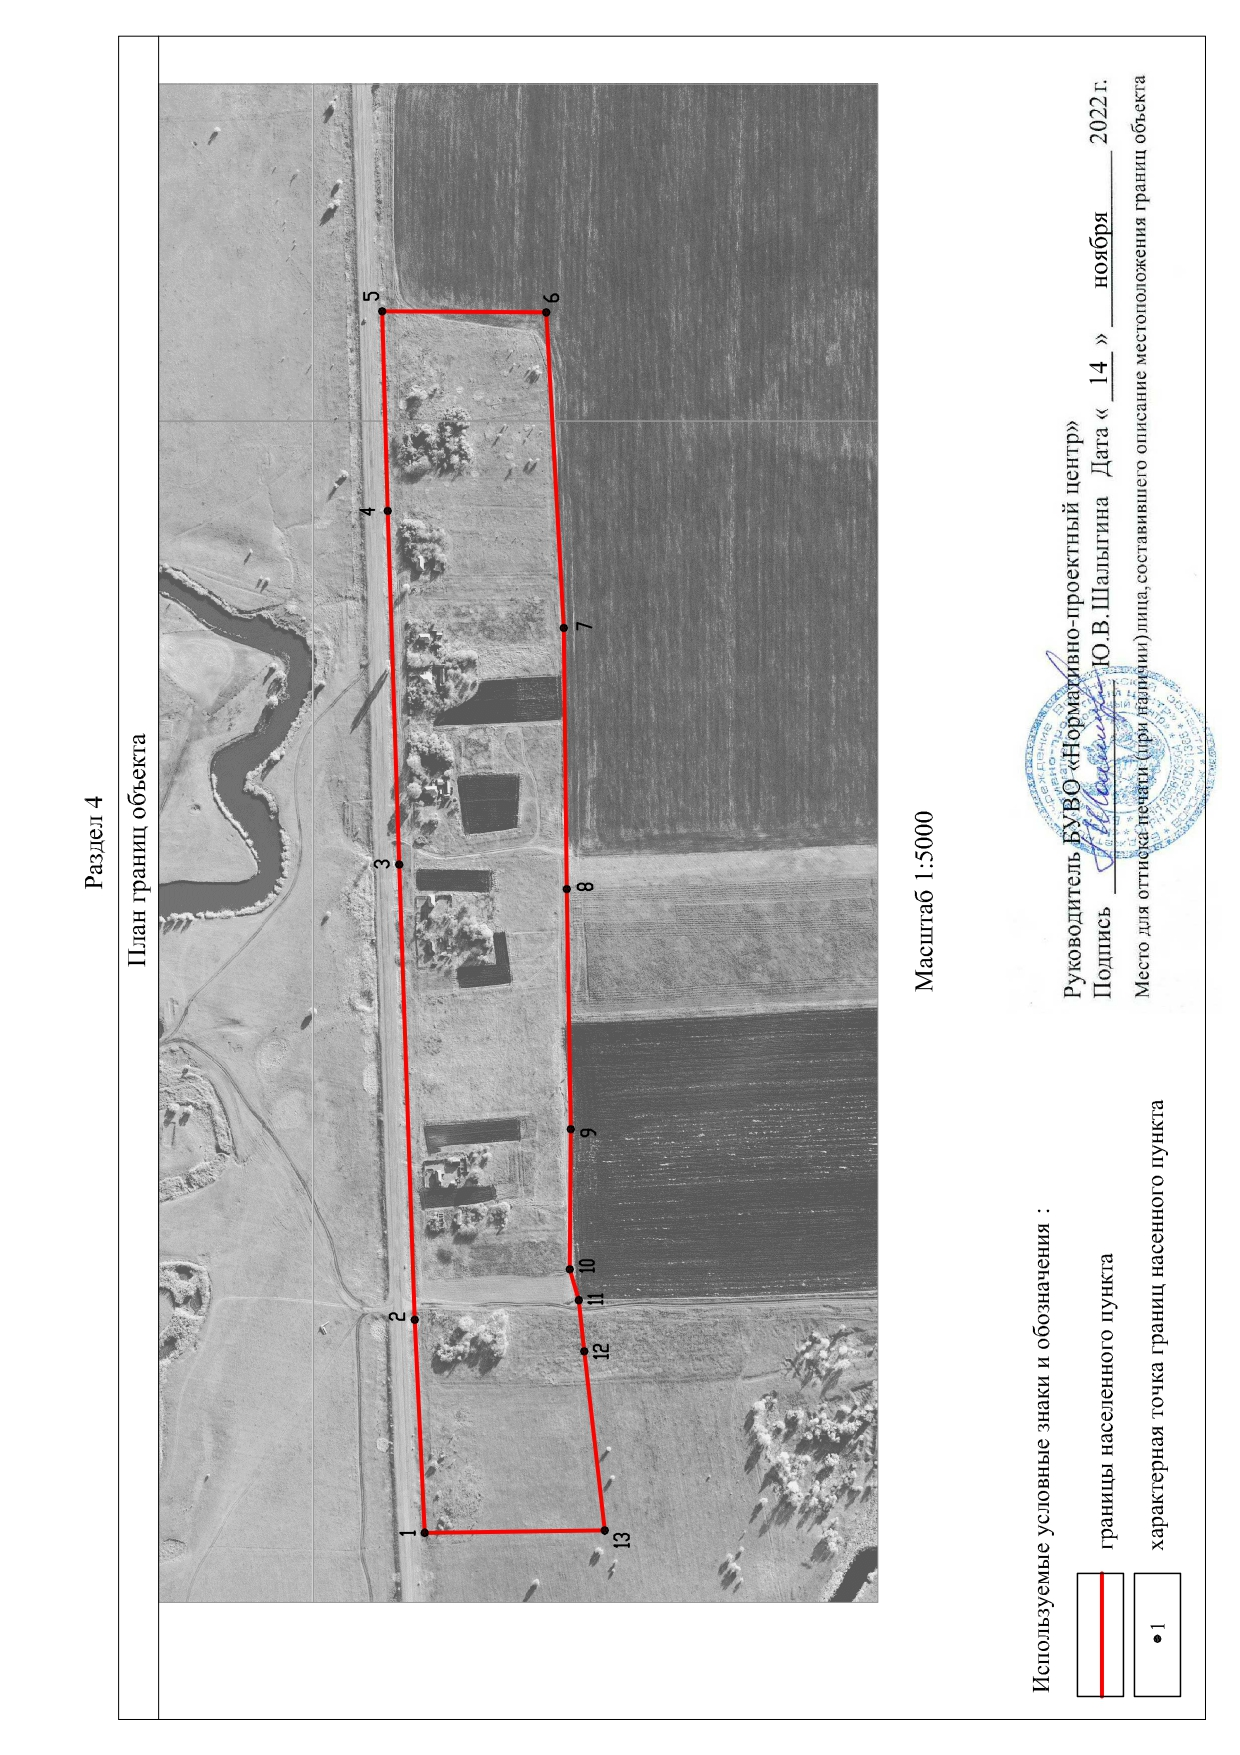 Раздел 4
План границ объекта
1
2
3
4
5
6
7
8
9
10
11
12
13
Масштаб 1:5000
Используемые условные знаки и обозначения :
границы населенного пункта
1
характерная точка границ насенного пункта
Руководитель БУВО «Нормативно-проектный центр»
Подпись Ю.В.Шалыгина Дата « 14 » ноября 2022 г.
Место для оттиска печати (при наличии) лица, составившего описание местоположения границ объекта